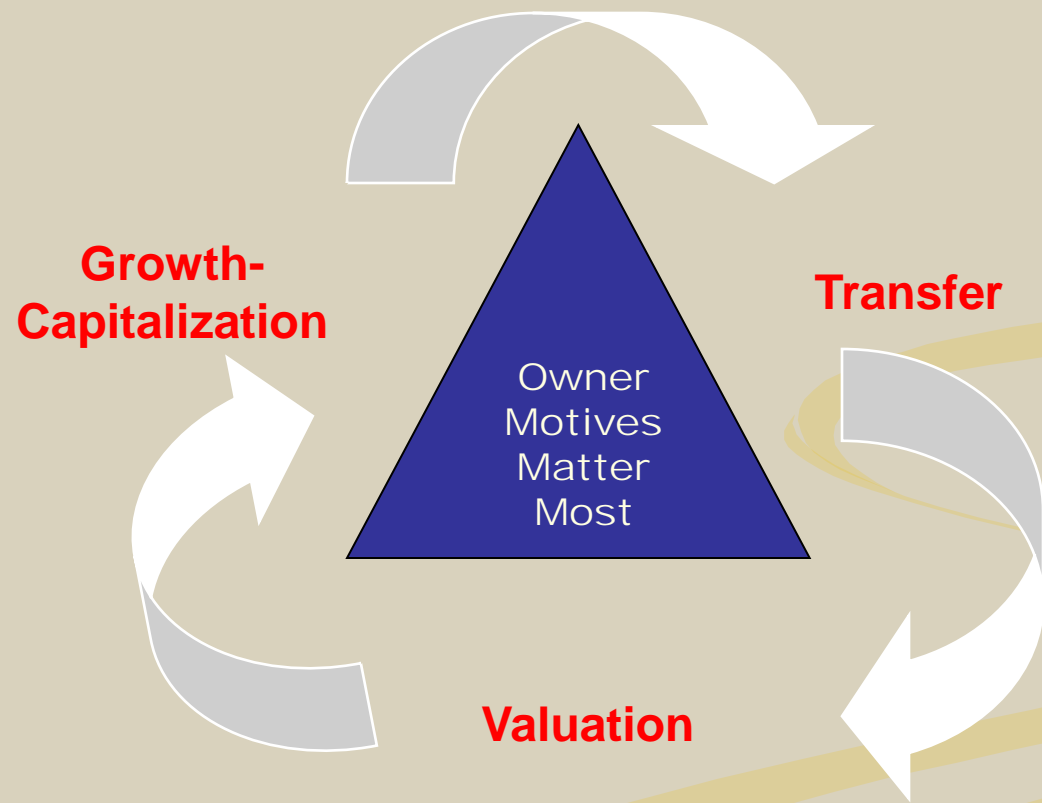 Growth-
Capitalization
Transfer
Owner
Motives
Matter
Most
Valuation